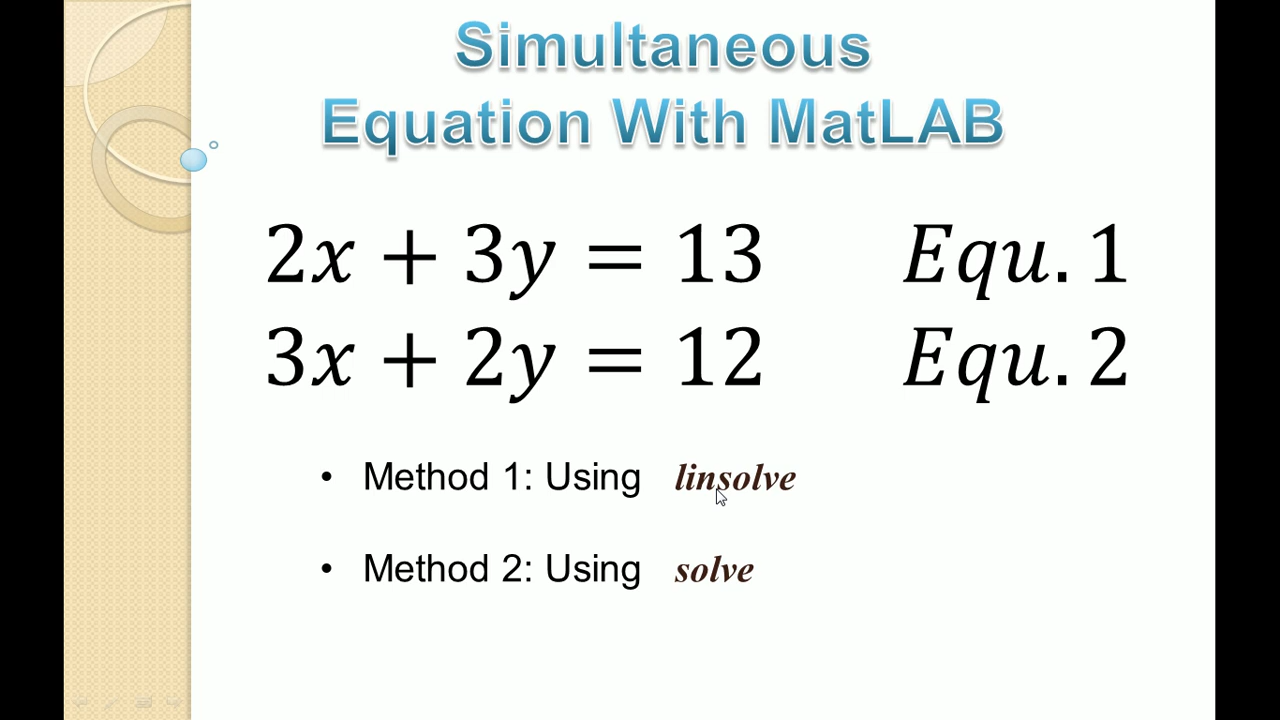 Simultaneous
Equation With MatLAB
2x + 3y = 13 Equ. 1
3x + 2y = 12 Equ. 2
• Method 1: Using linsolve
• Method 2: Using solve